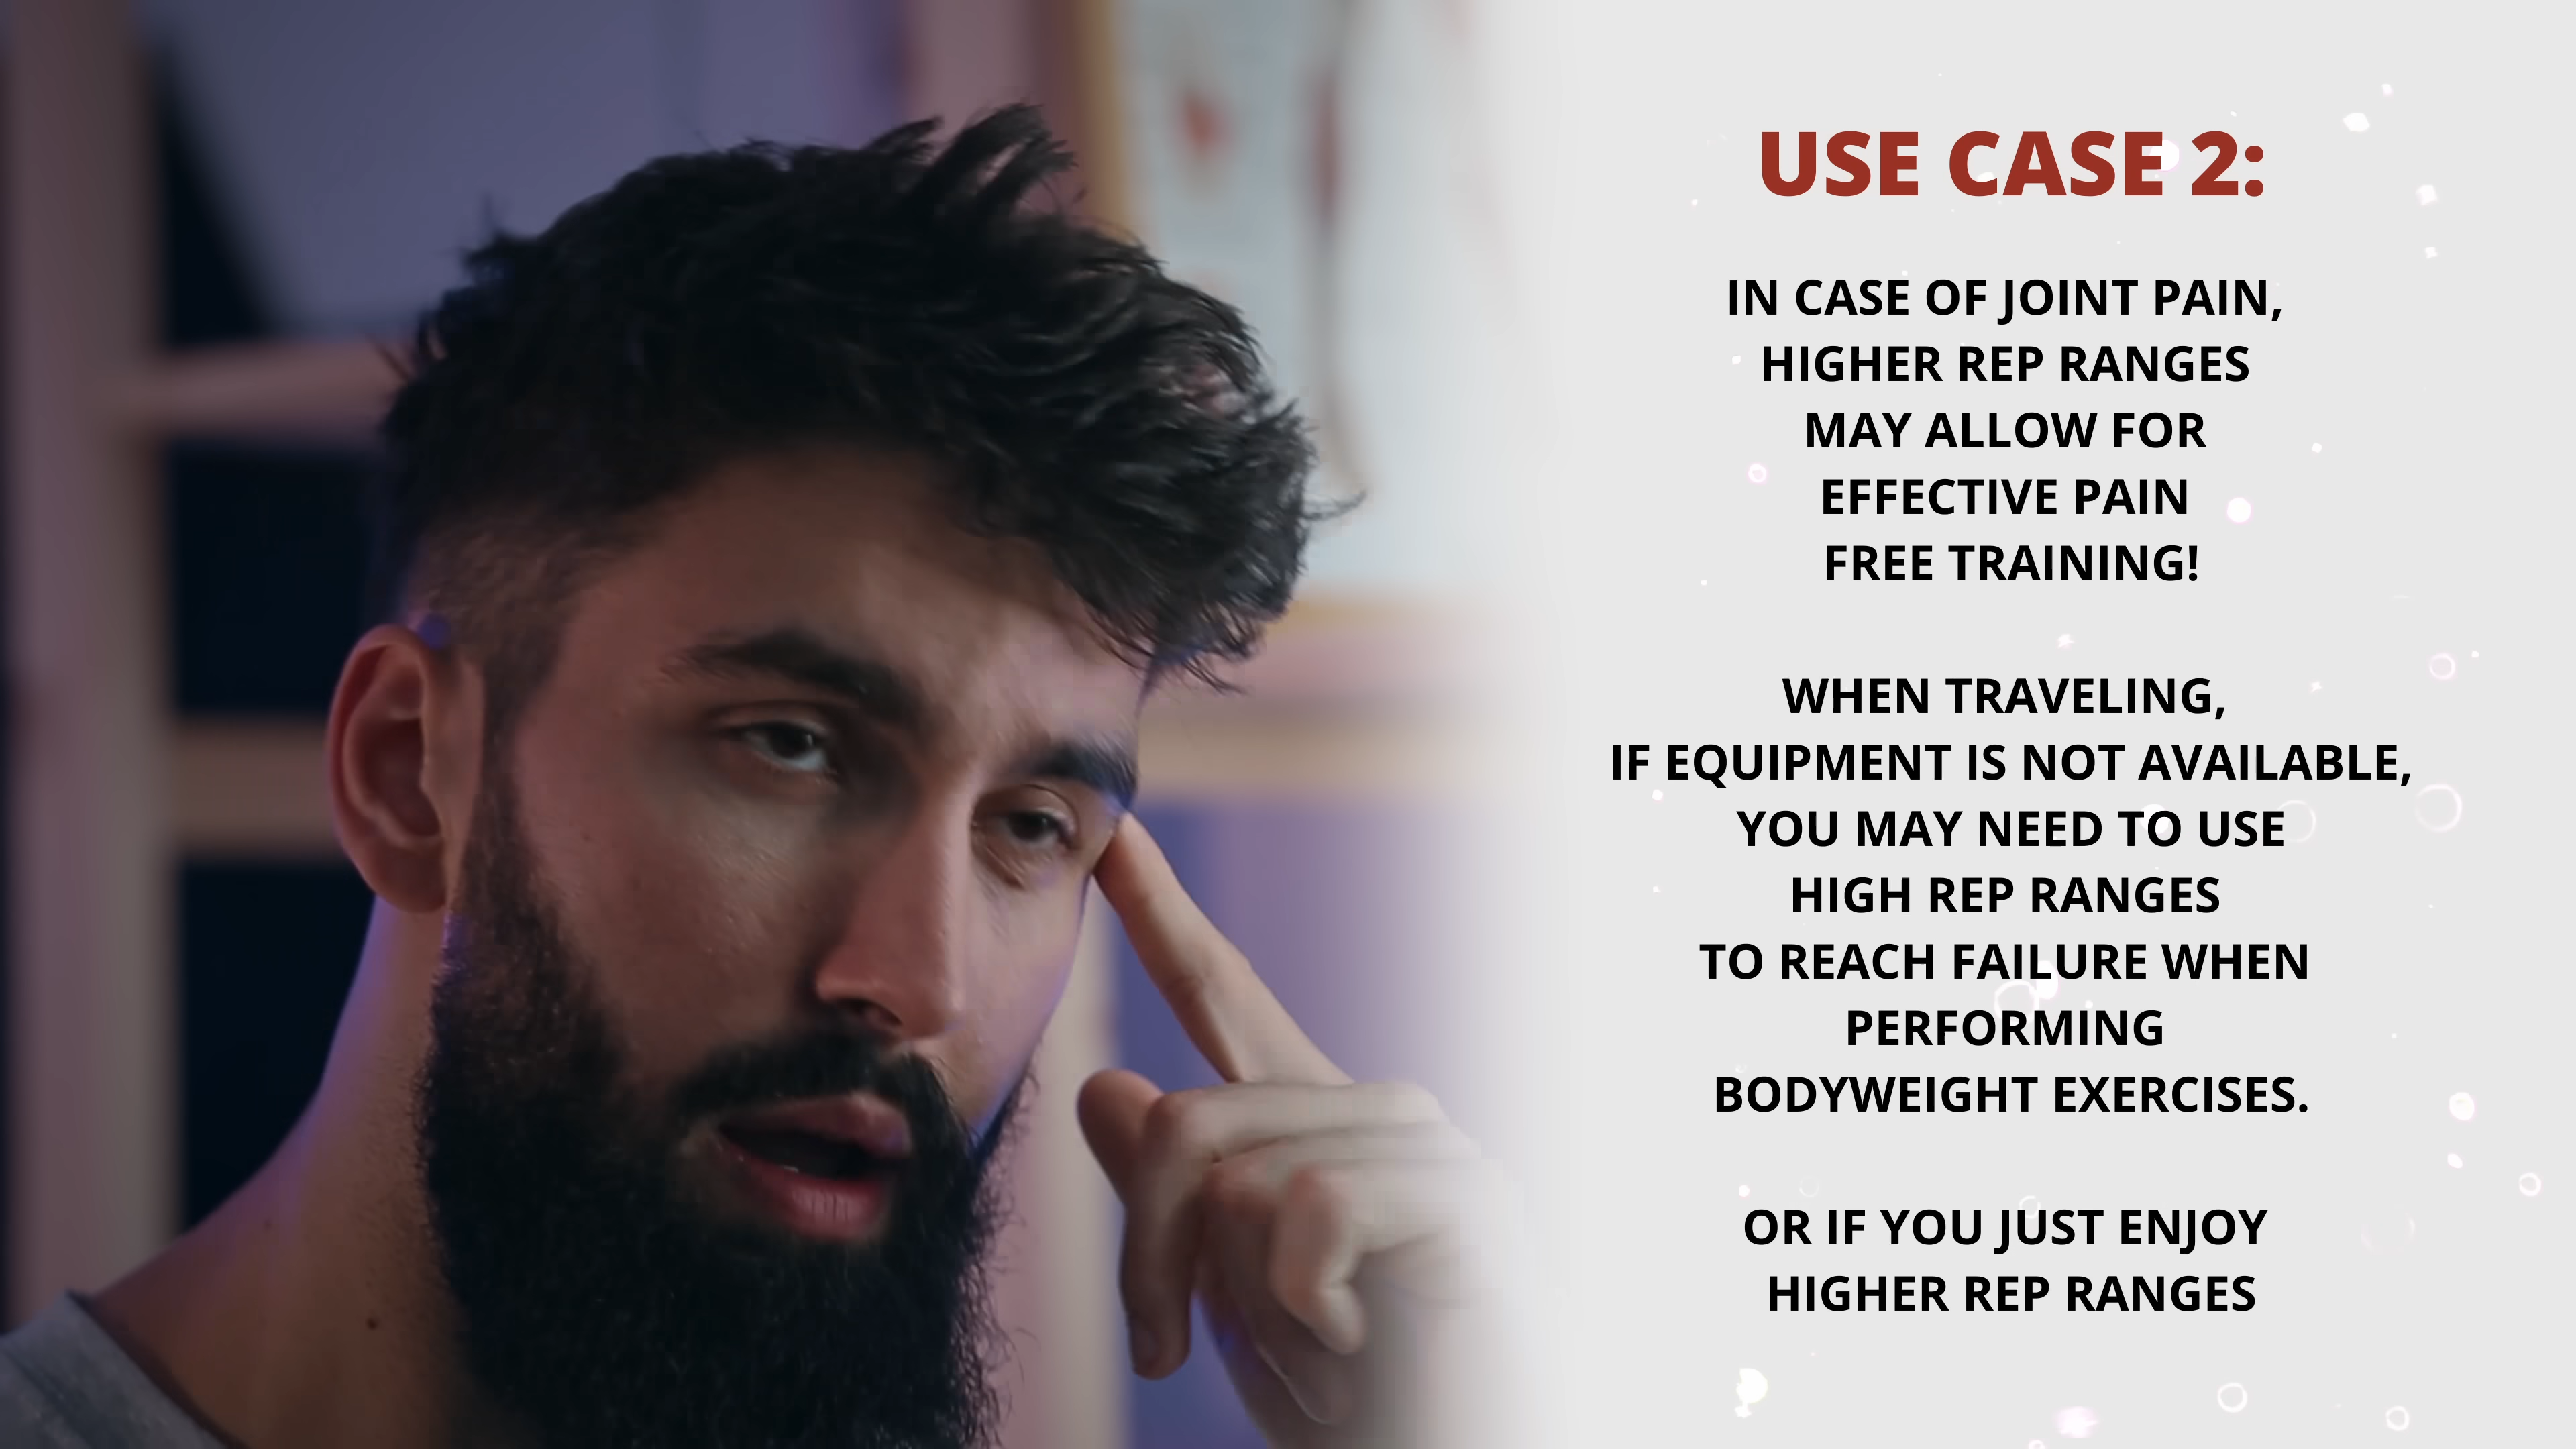 USE CASE 2:
IN CASE OF JOINT PAIN,
HIGHER REP RANGES
MAY ALLOW FOR
EFFECTIVE PAIN
FREE TRAINING!
WHEN TRAVELING,
IF EQUIPMENT IS NOT AVAILABLE,
YOU MAY NEED TO USE
HIGH REP RANGES
TO REACH FAILURE WHEN
PERFORMING
BODYWEIGHT EXERCISES.
OR IF YOU JUST ENJOY
HIGHER REP RANGES